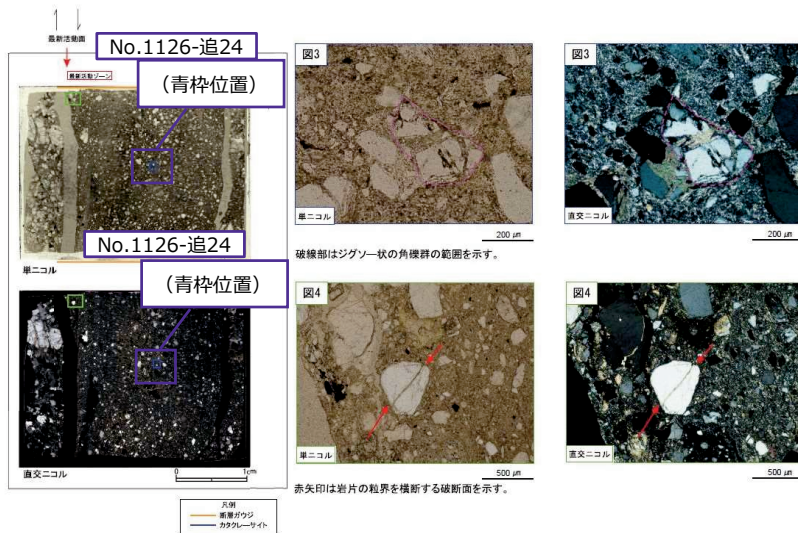 最新活動面
最新活動ゾーン
No.1126-追24
（青枠位置）
No.1126-追24
（青枠位置）
単ニコル
直交ニコル
0 1cm
凡例
断層ガウジ
カタクレーサイト
図3
単ニコル
200 μm
図3
直交ニコル
200 μm
破線部はジグソー状の角礫群の範囲を示す。
図4
単ニコル
500 μm
図4
直交ニコル
500 μm
赤矢印は岩片の粒界を横断する破断面を示す。